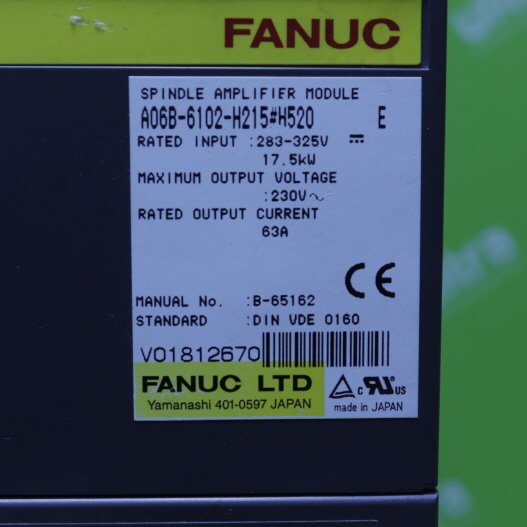 FANUC
SPINDLE AMPLIFIER MODULE
A06B-6102-H215#H520 E
RATED INPUT :283-325V ⎓
17.5kW
MAXIMUM OUTPUT VOLTAGE
:230V～
RATED OUTPUT CURRENT
63A
CE
MANUAL No. :B-65162
STANDARD :DIN VDE 0160
V01812670
FANUC LTD
Yamanashi 401-0597 JAPAN
c UR US
made in JAPAN